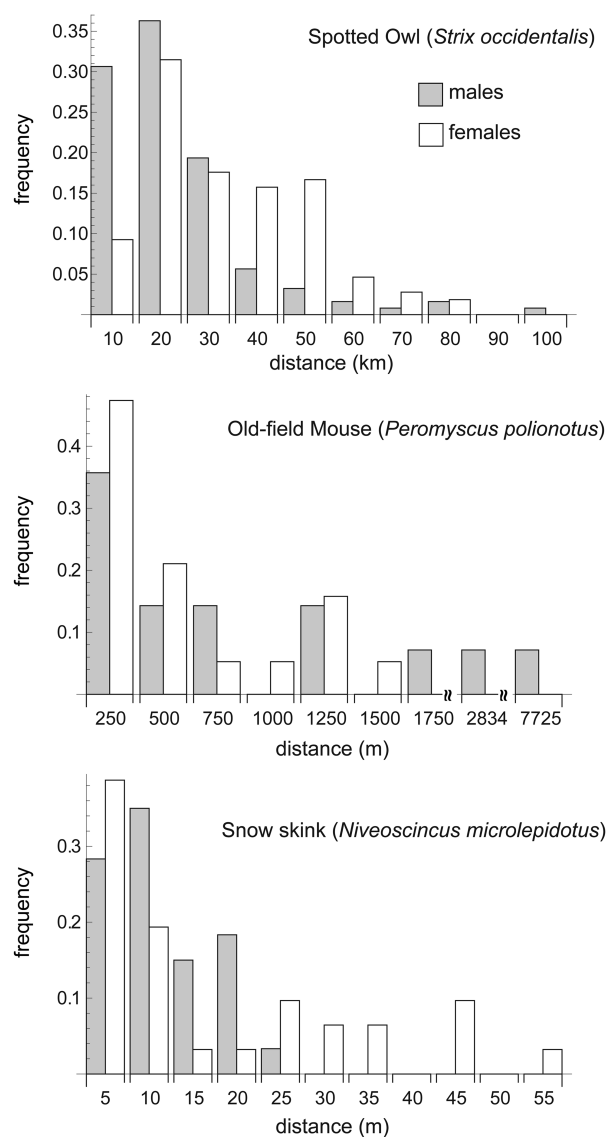 Spotted Owl (Strix occidentalis)
males
females
frequency
0.35
0.30
0.25
0.20
0.15
0.10
0.05
10 20 30 40 50 60 70 80 90 100
distance (km)
Old-field Mouse (Peromyscus polionotus)
frequency
0.4
0.3
0.2
0.1
250 500 750 1000 1250 1500 1750 2834 7725
distance (m)
Snow skink (Niveoscincus microlepidotus)
frequency
0.3
0.2
0.1
5 10 15 20 25 30 35 40 45 50 55
distance (m)